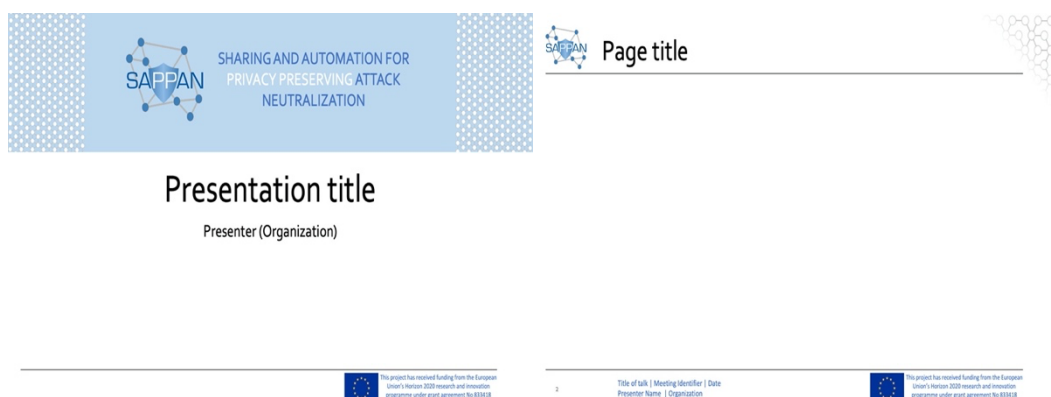 SAPPAN
SHARING AND AUTOMATION FOR
PRIVACY PRESERVING ATTACK
NEUTRALIZATION
Presentation title
Presenter (Organization)
This project has received funding from the European
Union's Horizon 2020 research and innovation
programme under grant agreement No 833418
SAPPAN
Page title
2
Title of talk | Meeting Identifier | Date
Presenter Name | Organization
This project has received funding from the European
Union's Horizon 2020 research and innovation
programme under grant agreement No 833418